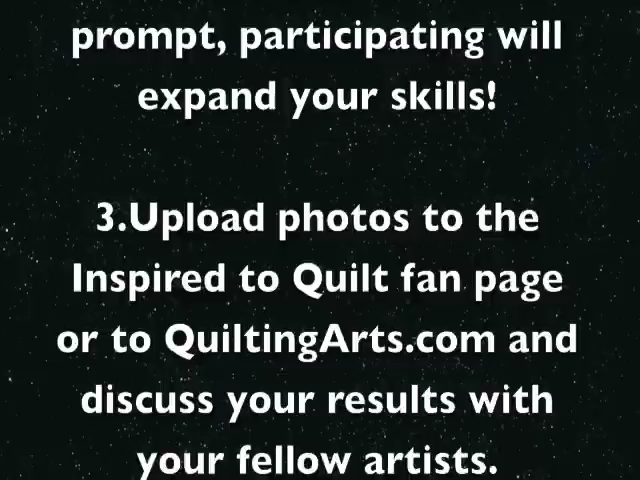 prompt, participating will
expand your skills!
3.Upload photos to the
Inspired to Quilt fan page
or to QuiltingArts.com and
discuss your results with
your fellow artists.